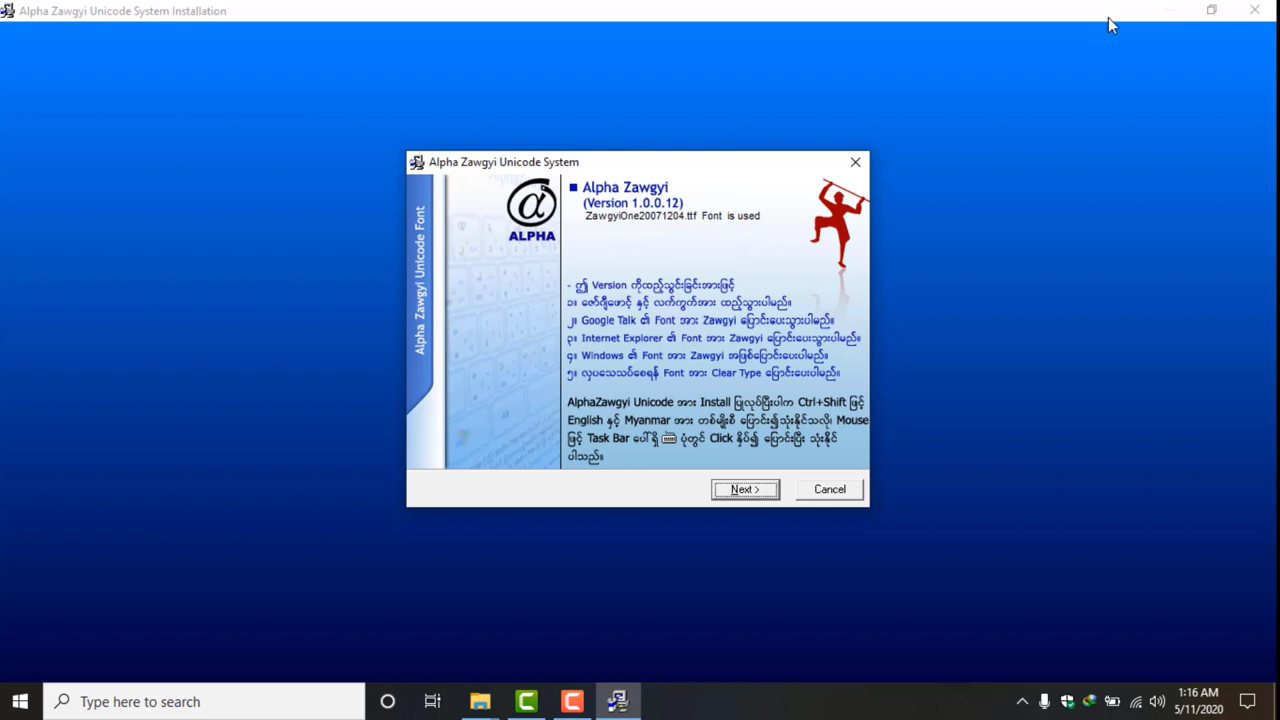 Alpha Zawgyi Unicode System Installation
Alpha Zawgyi Unicode System
Alpha Zawgyi Unicode Font
ALPHA
Alpha Zawgyi
(Version 1.0.0.12)
ZawgyiOne20071204.ttf Font is used
- ဤ Version ကိုထည့်သွင်းခြင်းအားဖြင့်
၁။ ဇော်ဂျီဖောင့် နှင့် လက်ကွက်အား ထည့်သွားပါမည်။
၂။ Google Talk ၏ Font အား Zawgyi ပြောင်းပေးသွားပါမည်။
၃။ Internet Explorer ၏ Font အား Zawgyi ပြောင်းပေးသွားပါမည်။
၄။ Windows ၏ Font အား Zawgyi အဖြစ်ပြောင်းပေးပါမည်။
၅။ လှပသေသပ်စေရန် Font အား Clear Type ပြောင်းပေးပါမည်။
AlphaZawgyi Unicode အား Install ပြုလုပ်ပြီးပါက Ctrl+Shift ဖြင့်
English နှင့် Myanmar အား တစ်မျိုးစီ ပြောင်း၍သုံးနိုင်သလို၊ Mouse
ဖြင့် Task Bar ပေါ်ရှိ ပုံတွင် Click နှိပ်၍ ပြောင်းပြီး သုံးနိုင်
ပါသည်။
Next >
Cancel
Type here to search
1:16 AM
5/11/2020